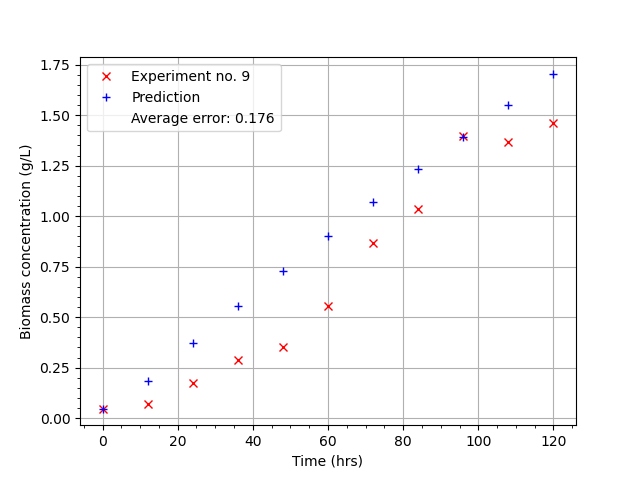 Experiment no. 9
Prediction
Average error: 0.176
Biomass concentration (g/L)
1.75
1.50
1.25
1.00
0.75
0.50
0.25
0.00
0 20 40 60 80 100 120
Time (hrs)